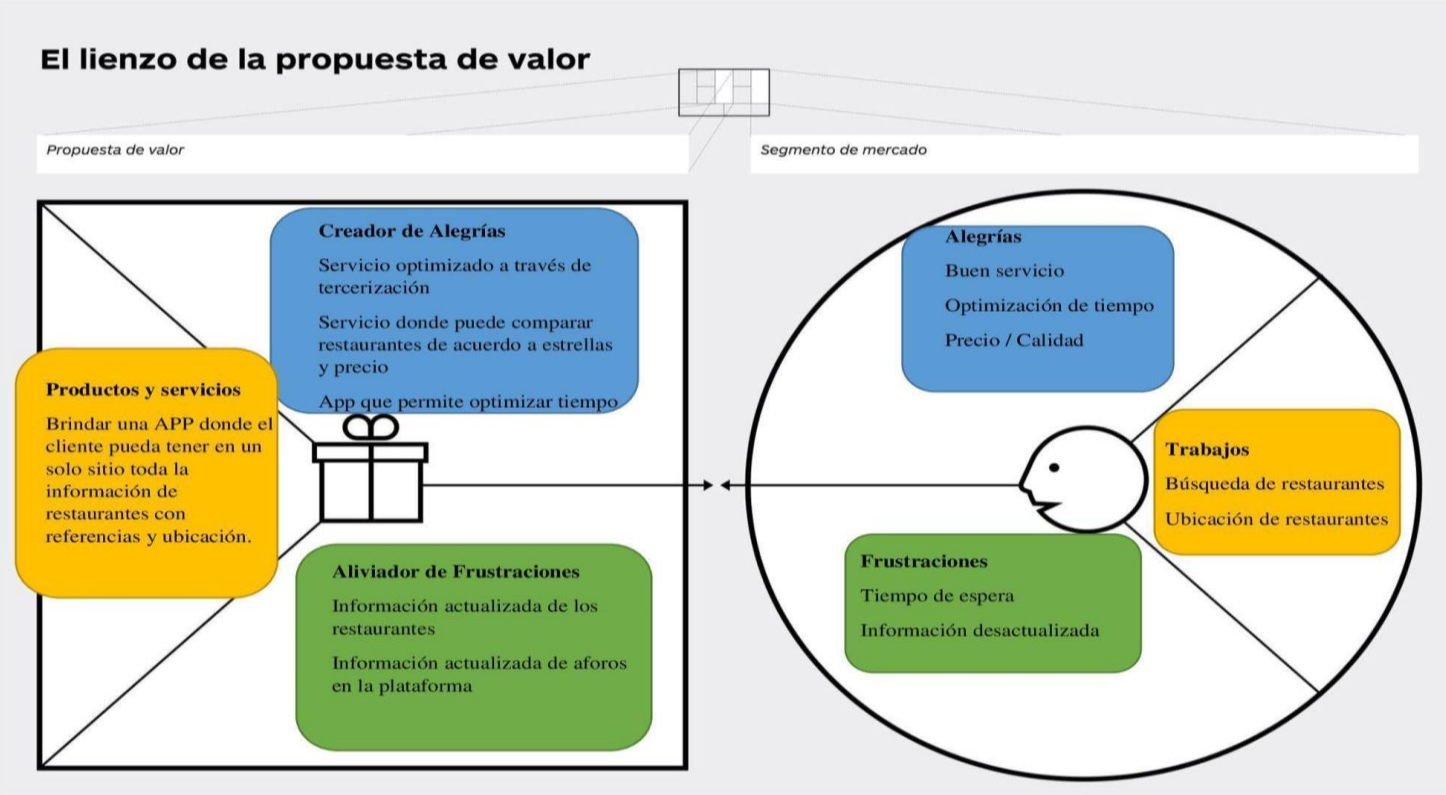 El lienzo de la propuesta de valor
Propuesta de valor
Segmento de mercado
Creador de Alegrías
Servicio optimizado a través de
tercerización
Servicio donde puede comparar
restaurantes de acuerdo a estrellas
y precio
App que permite optimizar tiempo
Productos y servicios
Brindar una APP donde el
cliente pueda tener en un
solo sitio toda la
información de
restaurantes con
referencias y ubicación.
Aliviador de Frustraciones
Información actualizada de los
restaurantes
Información actualizada de aforos
en la plataforma
Alegrías
Buen servicio
Optimización de tiempo
Precio / Calidad
Trabajos
Búsqueda de restaurantes
Ubicación de restaurantes
Frustraciones
Tiempo de espera
Información desactualizada